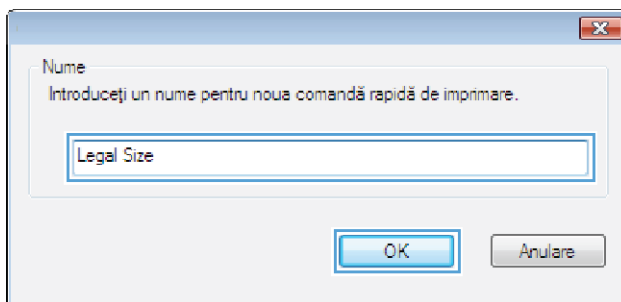 Nume
Introduceți un nume pentru noua comandă rapidă de imprimare.
Legal Size
OK
Anulare